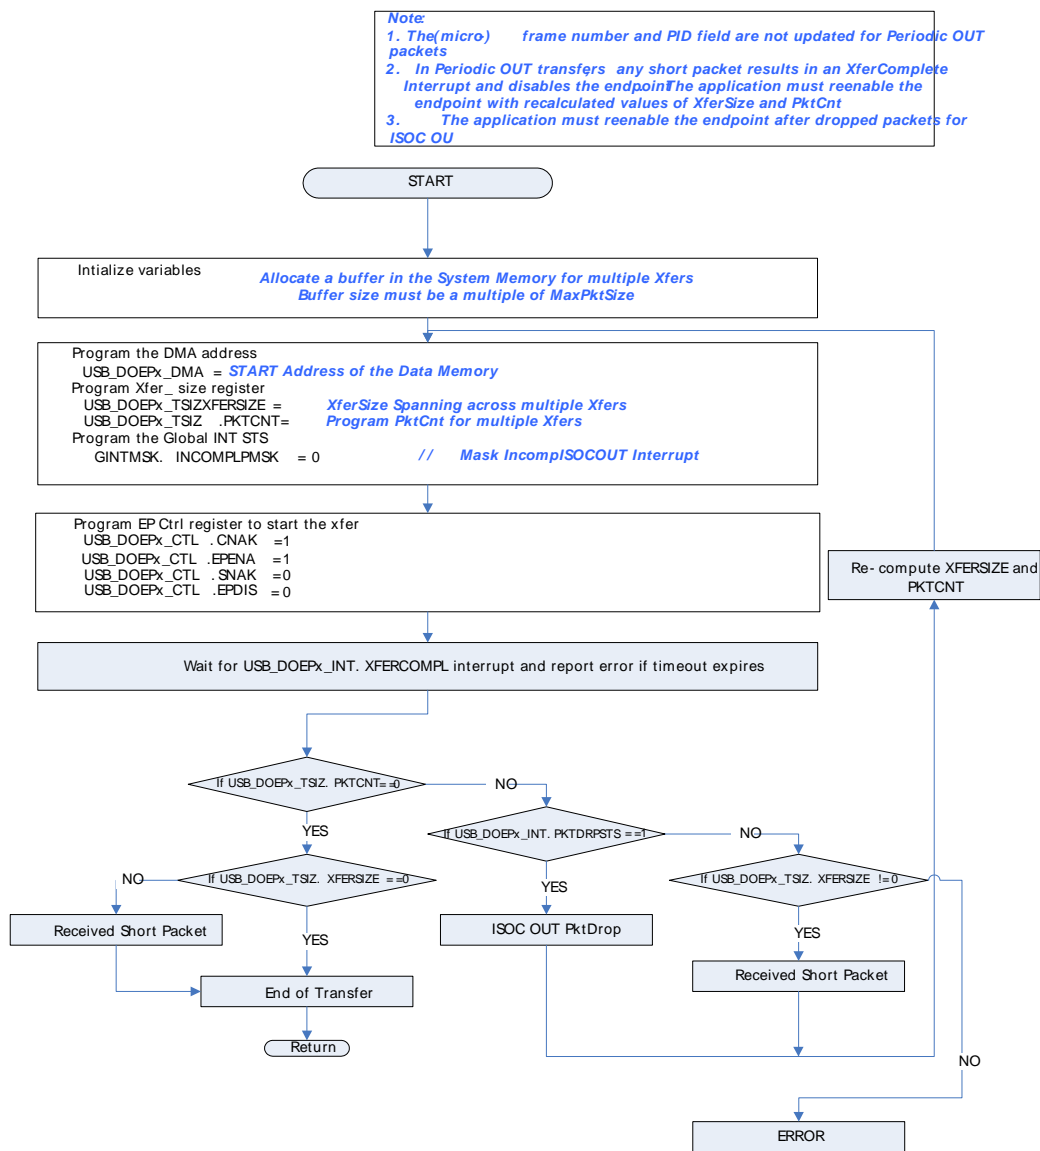 Note:
1. The(micro-) frame number and PID field are not updated for Periodic OUT
packets
2. In Periodic OUT transfers, any short packet results in an XferComplete
Interrupt and disables the endpoint. The application must reenable the
endpoint with recalculated values of XferSize and PktCnt
3. The application must reenable the endpoint after dropped packets for
ISOC OU
START
Intialize variables
Allocate a buffer in the System Memory for multiple Xfers
Buffer size must be a multiple of MaxPktSize
Program the DMA address
USB_DOEPx_DMA = START Address of the Data Memory
Program Xfer_ size register
USB_DOEPx_TSIZXFERSIZE = XferSize Spanning across multiple Xfers
USB_DOEPx_TSIZ .PKTCNT= Program PktCnt for multiple Xfers
Program the Global INT STS
GINTMSK. INCOMPLPMSK = 0 // Mask IncompISOCOUT Interrupt
Program EP Ctrl register to start the xfer
USB_DOEPx_CTL .CNAK =1
USB_DOEPx_CTL .EPENA =1
USB_DOEPx_CTL .SNAK =0
USB_DOEPx_CTL .EPDIS =0
Re- compute XFERSIZE and
PKTCNT
Wait for USB_DOEPx_INT. XFERCOMPL interrupt and report error if timeout expires
If USB_DOEPx_TSIZ. PKTCNT==0
NO
YES
If USB_DOEPx_INT. PKTDRPSTS ==1
NO
If USB_DOEPx_TSIZ. XFERSIZE ==0
NO
YES
If USB_DOEPx_TSIZ. XFERSIZE !=0
Received Short Packet
YES
ISOC OUT PktDrop
YES
Received Short Packet
End of Transfer
Return
NO
ERROR